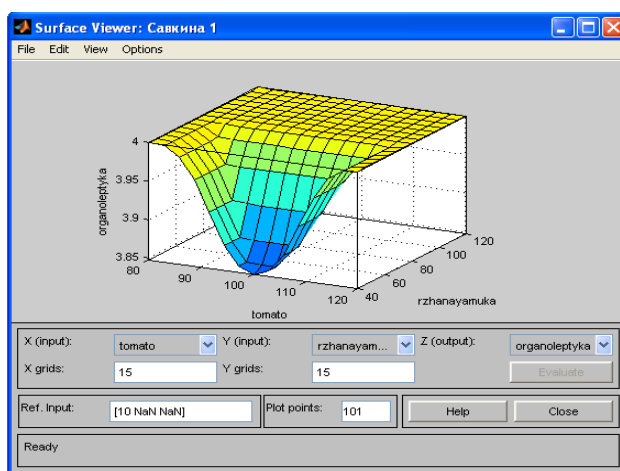 Surface Viewer: Савкина 1
File Edit View Options
4
3.95
3.9
3.85
organoleptyka
80 90 100 110 120
tomato
40 60 80 100 120
rzhanayamuka
X (input): tomato Y (input): rzhanayam... Z (output): organoleptyka
X grids: 15 Y grids: 15 Evaluate
Ref. Input: [10 NaN NaN] Plot points: 101 Help Close
Ready